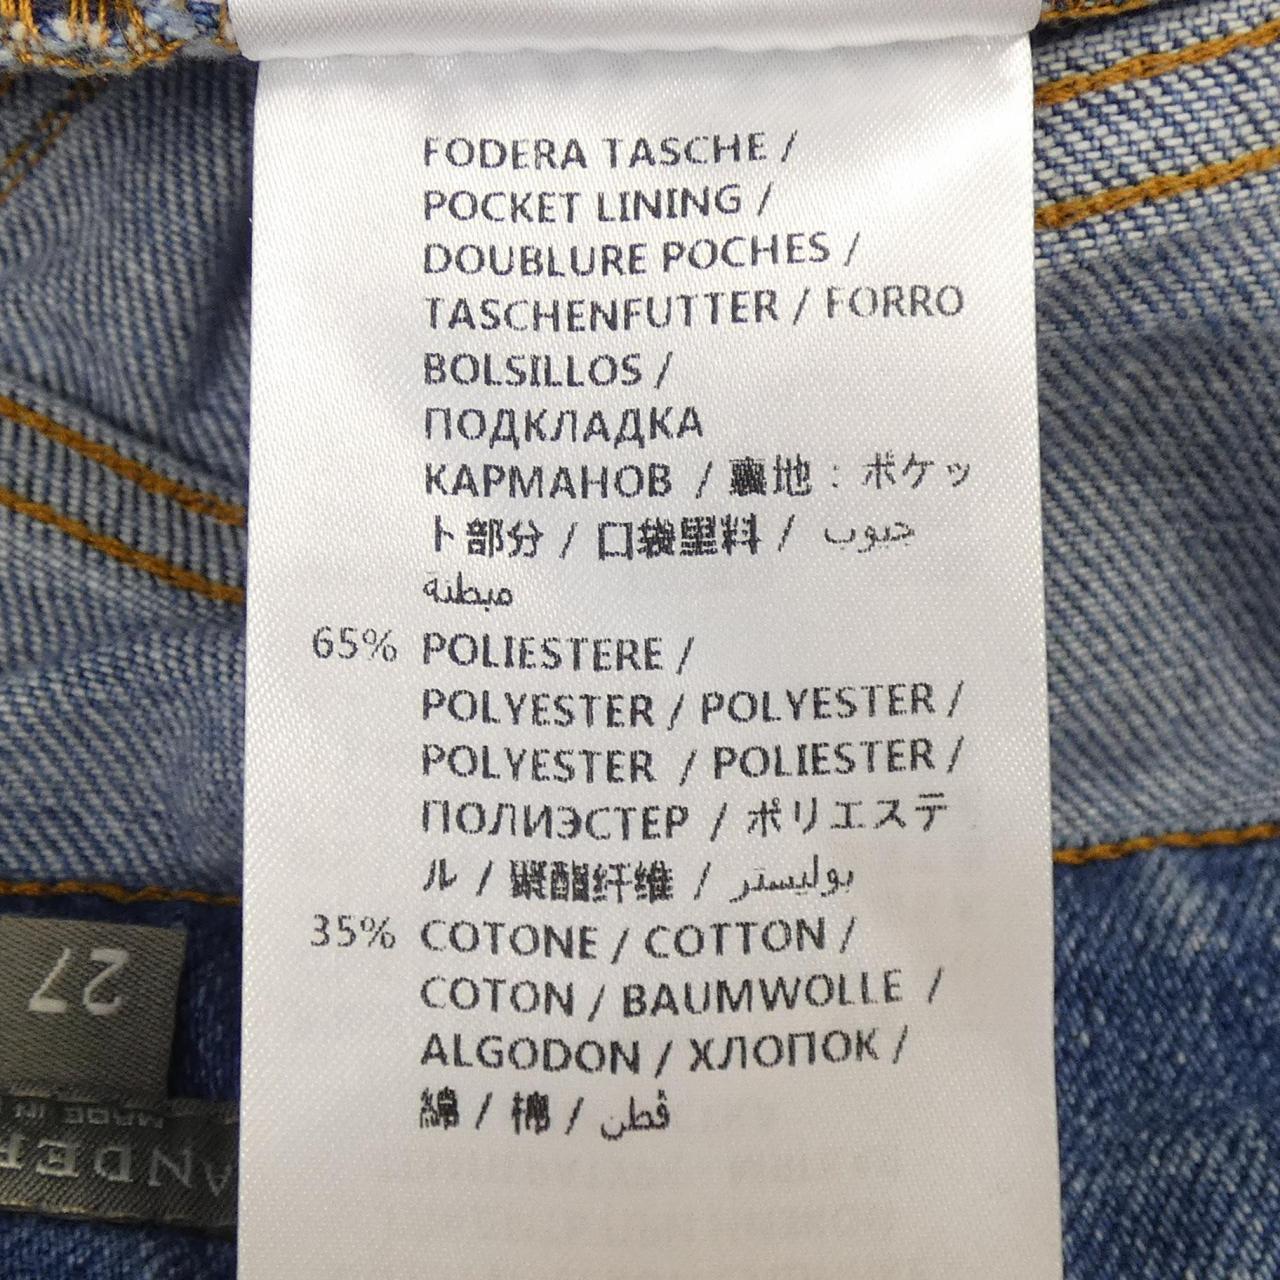 FODERA TASCHE /
POCKET LINING /
DOUBLURE POCHES /
TASCHENFUTTER / FORRO
BOLSILLOS /
ПОДКЛАДКА
КАРМАНОВ / 裏地：ポケッ
ト部分 / 口袋里料 / جيوب
مبطنة
65% POLIESTERE /
POLYESTER / POLYESTER /
POLYESTER / POLIESTER /
ПОЛИЭСТЕР / ポリエステ
ル / 聚酯纤维 / بوليستر
35% COTONE / COTTON /
COTON / BAUMWOLLE /
ALGODON / ХЛОПОК /
綿 / 棉 / قطن
27
MADE IN